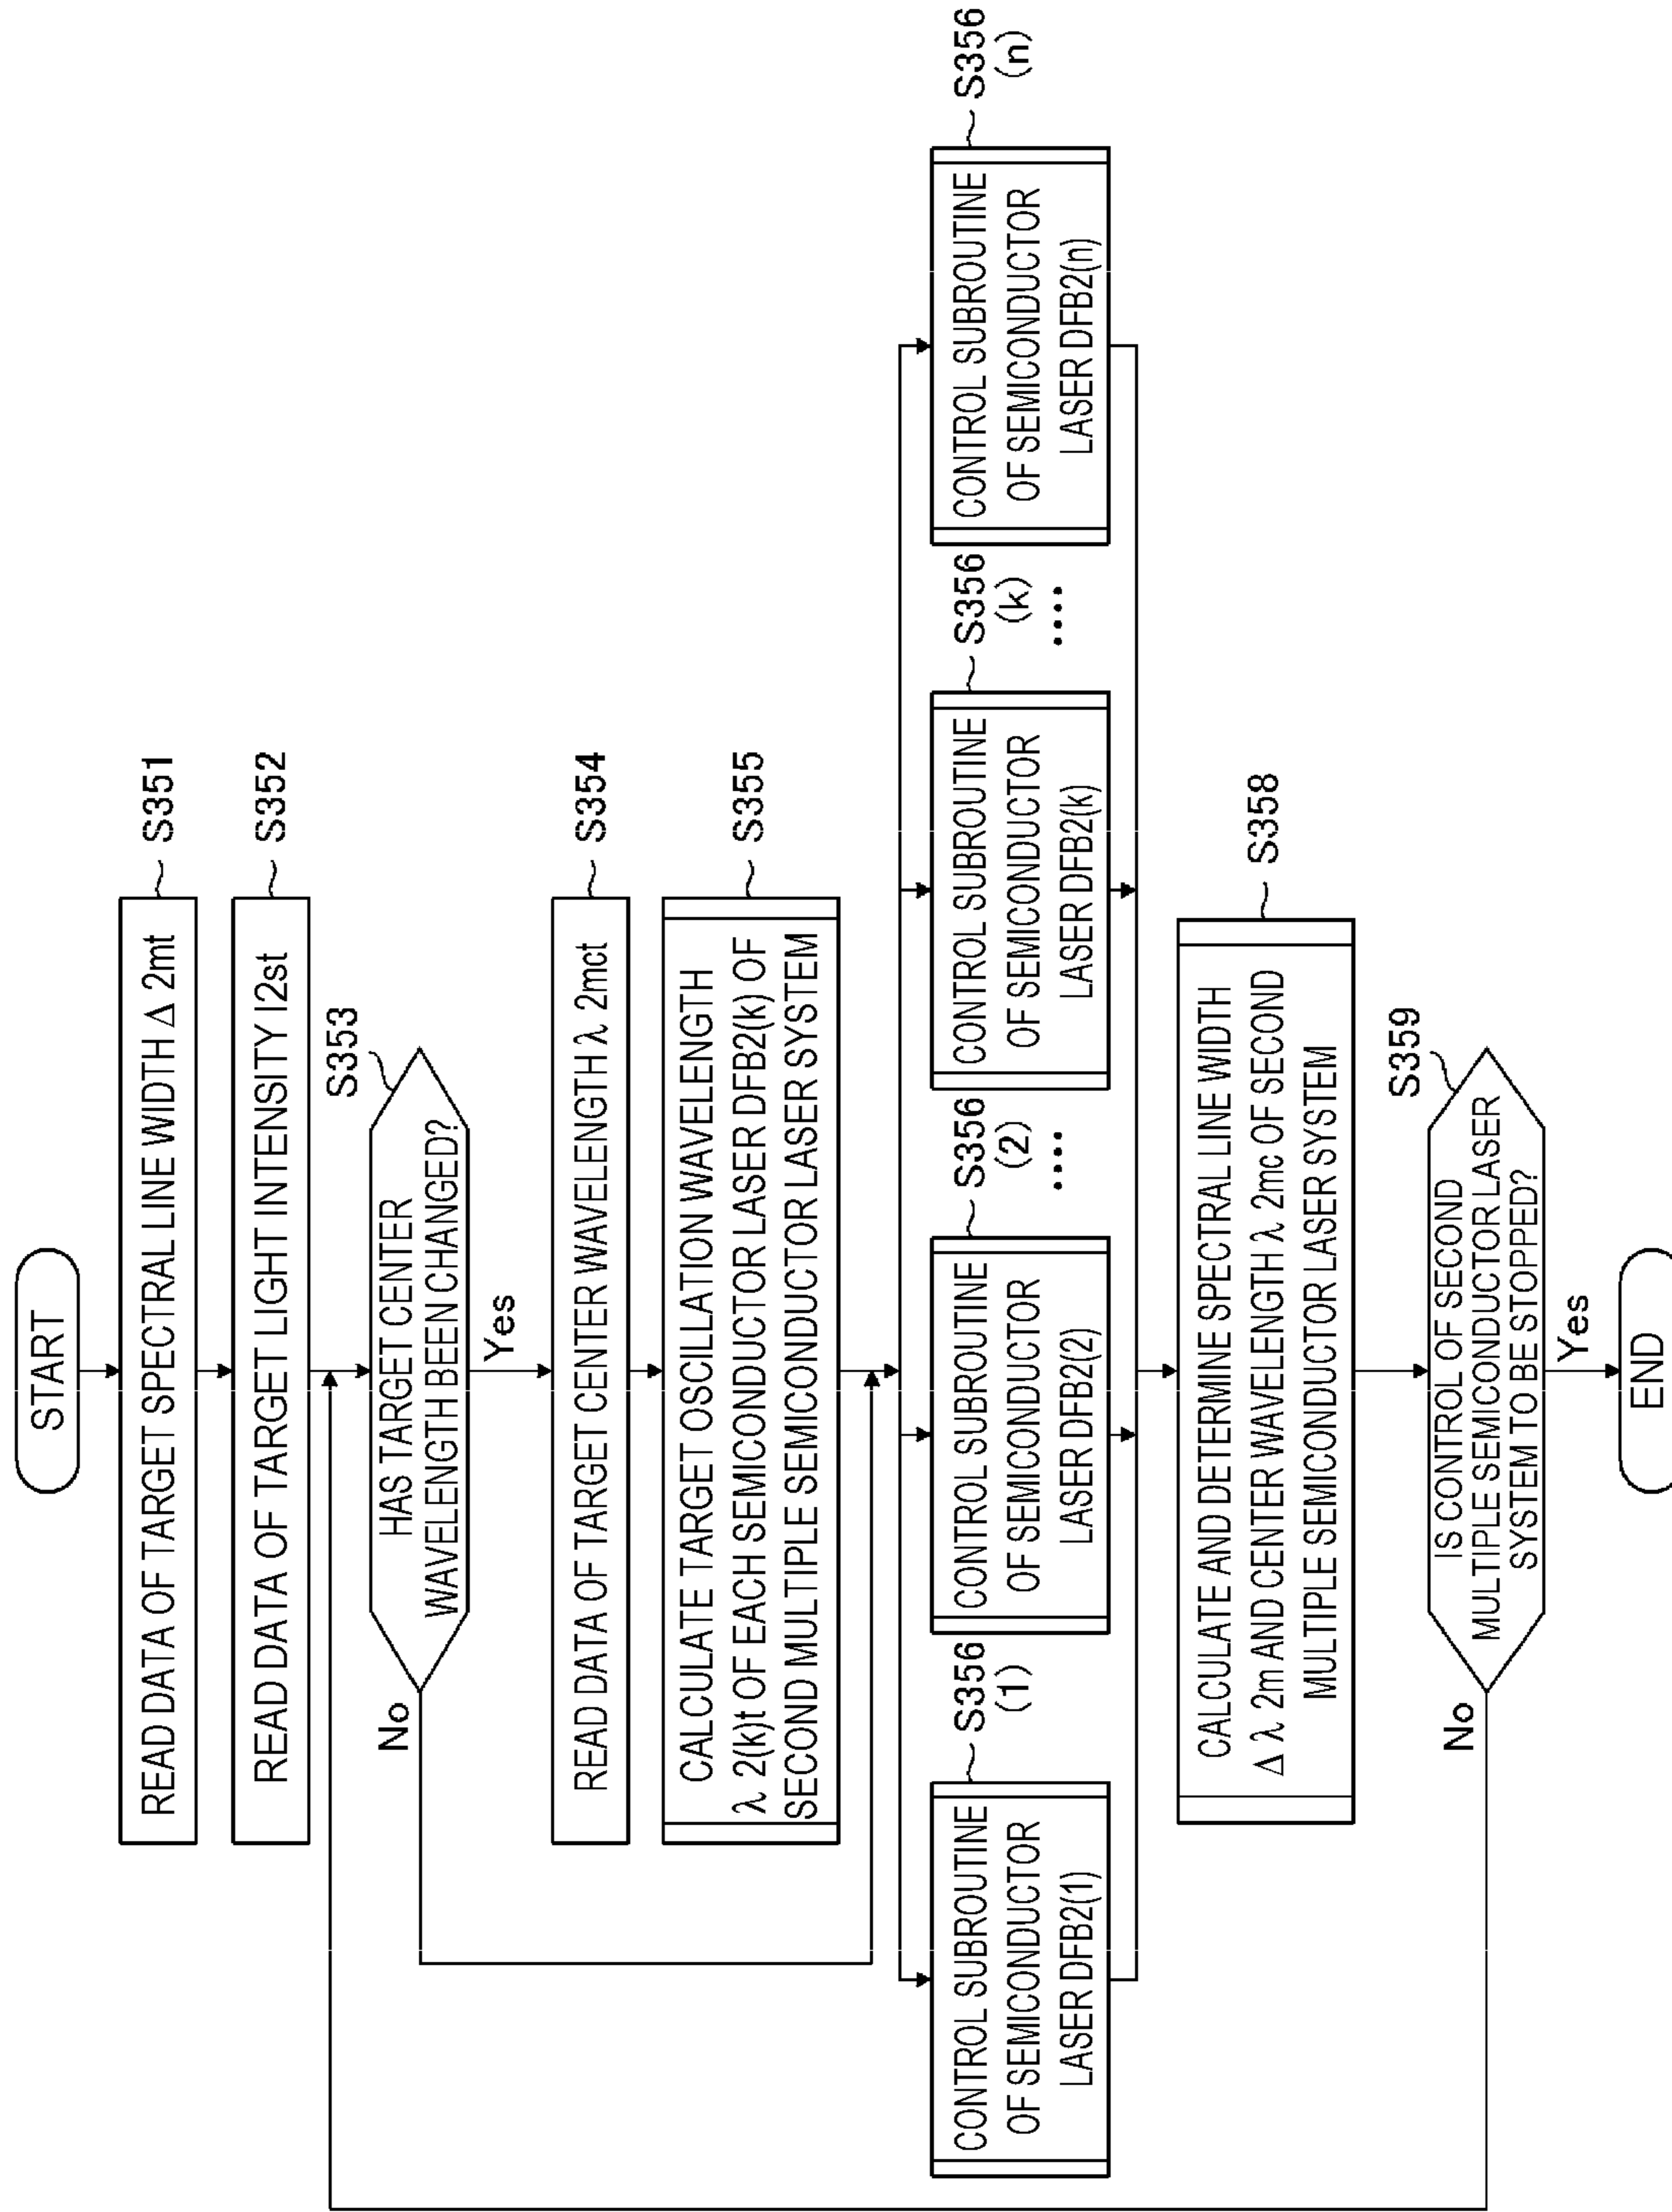 START
READ DATA OF TARGET SPECTRAL LINE WIDTH Δ 2mt
S351
READ DATA OF TARGET LIGHT INTENSITY I2st
S352
HAS TARGET CENTER
WAVELENGTH BEEN CHANGED?
S353
No
Yes
READ DATA OF TARGET CENTER WAVELENGTH λ 2mct
S354
CALCULATE TARGET OSCILLATION WAVELENGTH
λ 2(k)t OF EACH SEMICONDUCTOR LASER DFB2(k) OF
SECOND MULTIPLE SEMICONDUCTOR LASER SYSTEM
S355
CONTROL SUBROUTINE
OF SEMICONDUCTOR
LASER DFB2(1)
S356
(1)
CONTROL SUBROUTINE
OF SEMICONDUCTOR
LASER DFB2(2)
S356
(2)
....
CONTROL SUBROUTINE
OF SEMICONDUCTOR
LASER DFB2(k)
S356
(k)
....
CONTROL SUBROUTINE
OF SEMICONDUCTOR
LASER DFB2(n)
S356
(n)
CALCULATE AND DETERMINE SPECTRAL LINE WIDTH
Δ λ 2m AND CENTER WAVELENGTH λ 2mc OF SECOND
MULTIPLE SEMICONDUCTOR LASER SYSTEM
S358
IS CONTROL OF SECOND
MULTIPLE SEMICONDUCTOR LASER
SYSTEM TO BE STOPPED?
S359
No
Yes
END